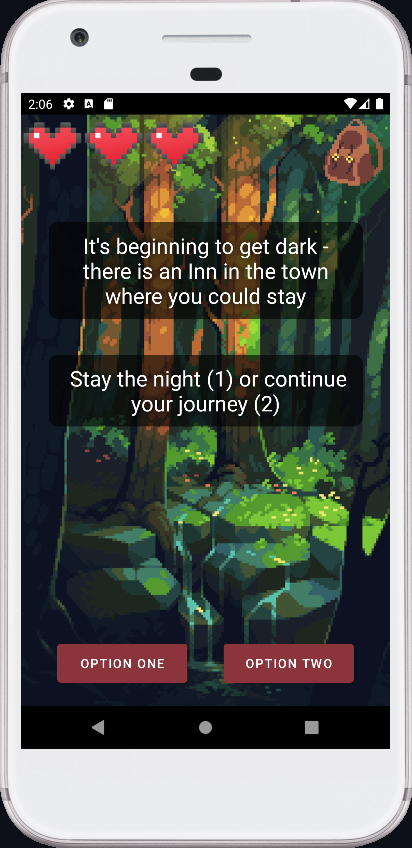 2:06
It's beginning to get dark -
there is an Inn in the town
where you could stay
Stay the night (1) or continue
your journey (2)
OPTION ONE
OPTION TWO